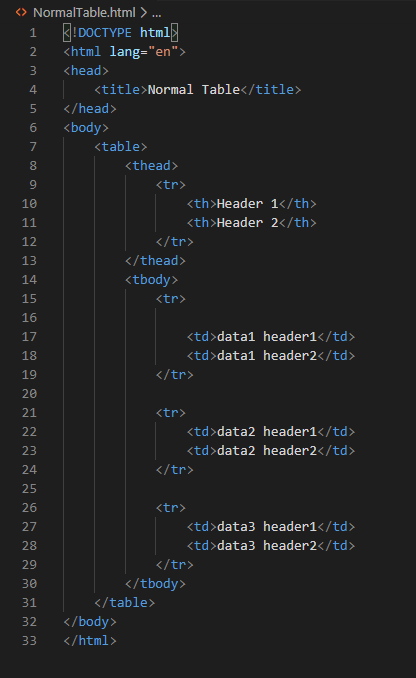 <> NormalTable.html > ...
1 <!DOCTYPE html>
2 <html lang="en">
3 <head>
4     <title>Normal Table</title>
5 </head>
6 <body>
7     <table>
8         <thead>
9             <tr>
10                 <th>Header 1</th>
11                 <th>Header 2</th>
12             </tr>
13         </thead>
14         <tbody>
15             <tr>
16
17                 <td>data1 header1</td>
18                 <td>data1 header2</td>
19             </tr>
20
21             <tr>
22                 <td>data2 header1</td>
23                 <td>data2 header2</td>
24             </tr>
25
26             <tr>
27                 <td>data3 header1</td>
28                 <td>data3 header2</td>
29             </tr>
30         </tbody>
31     </table>
32 </body>
33 </html>